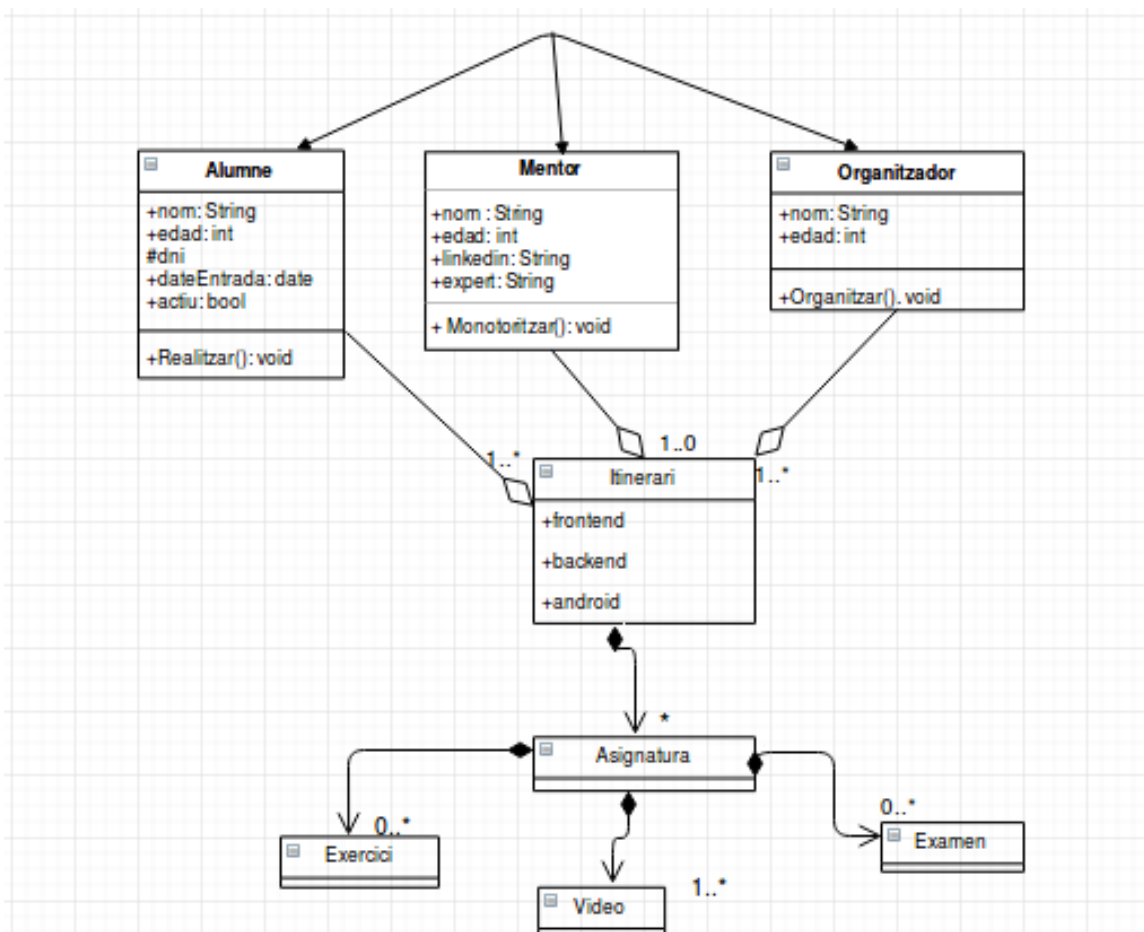 Alumne
+nom: String
+edad: int
#dni
+dateEntrada: date
+actiu: bool
+Realitzar(): void
Mentor
+nom : String
+edad: int
+linkedin: String
+expert: String
+ Monotoritzar(): void
Organitzador
+nom: String
+edad: int
+Organitzar(). void
1..*
1..0
1..*
Itinerari
+frontend
+backend
+android
*
Asignatura
0..*
Exercici
0..*
Examen
1..*
Video